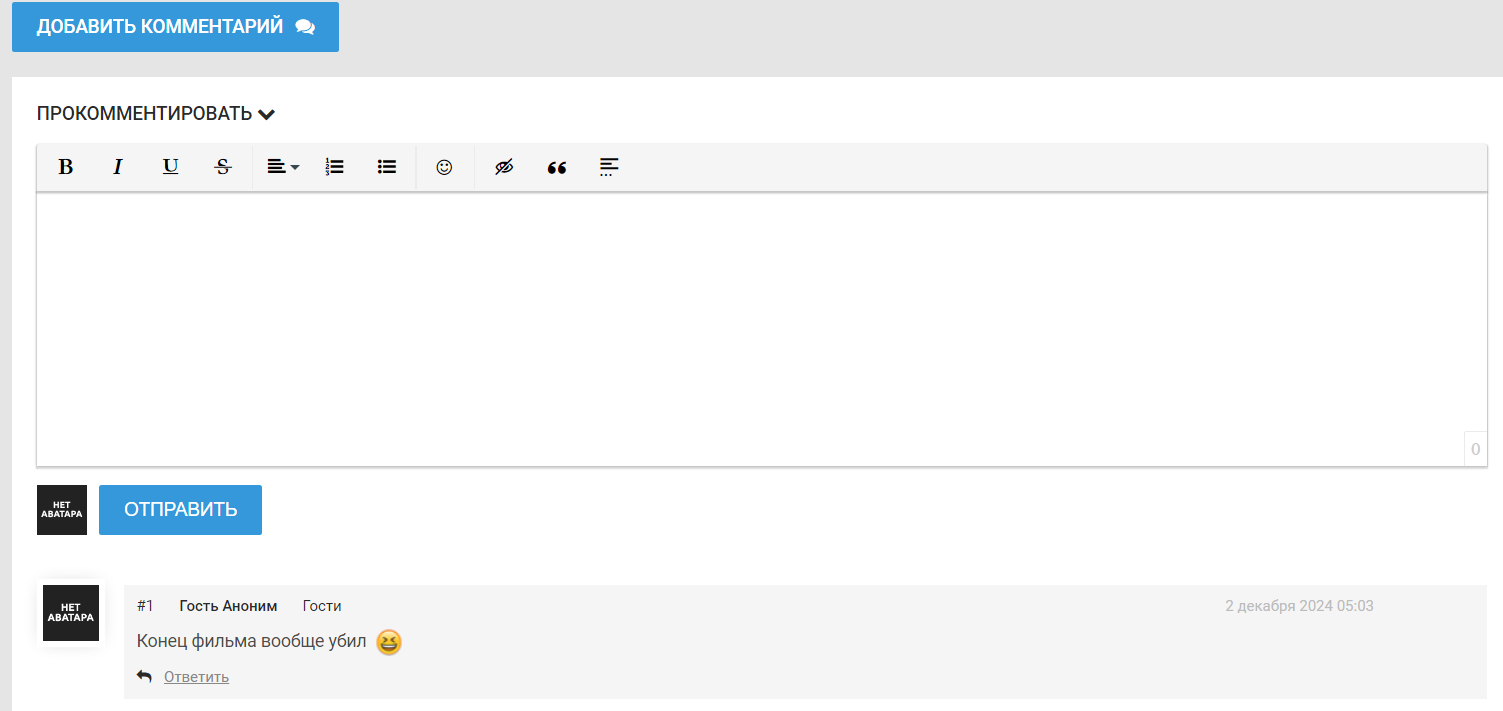 ДОБАВИТЬ КОММЕНТАРИЙ
ПРОКОММЕНТИРОВАТЬ
B I U S
0
НЕТ
АВАТАРА
ОТПРАВИТЬ
НЕТ
АВАТАРА
#1 Гость Аноним Гости 2 декабря 2024 05:03
Конец фильма вообще убил 😆
Ответить